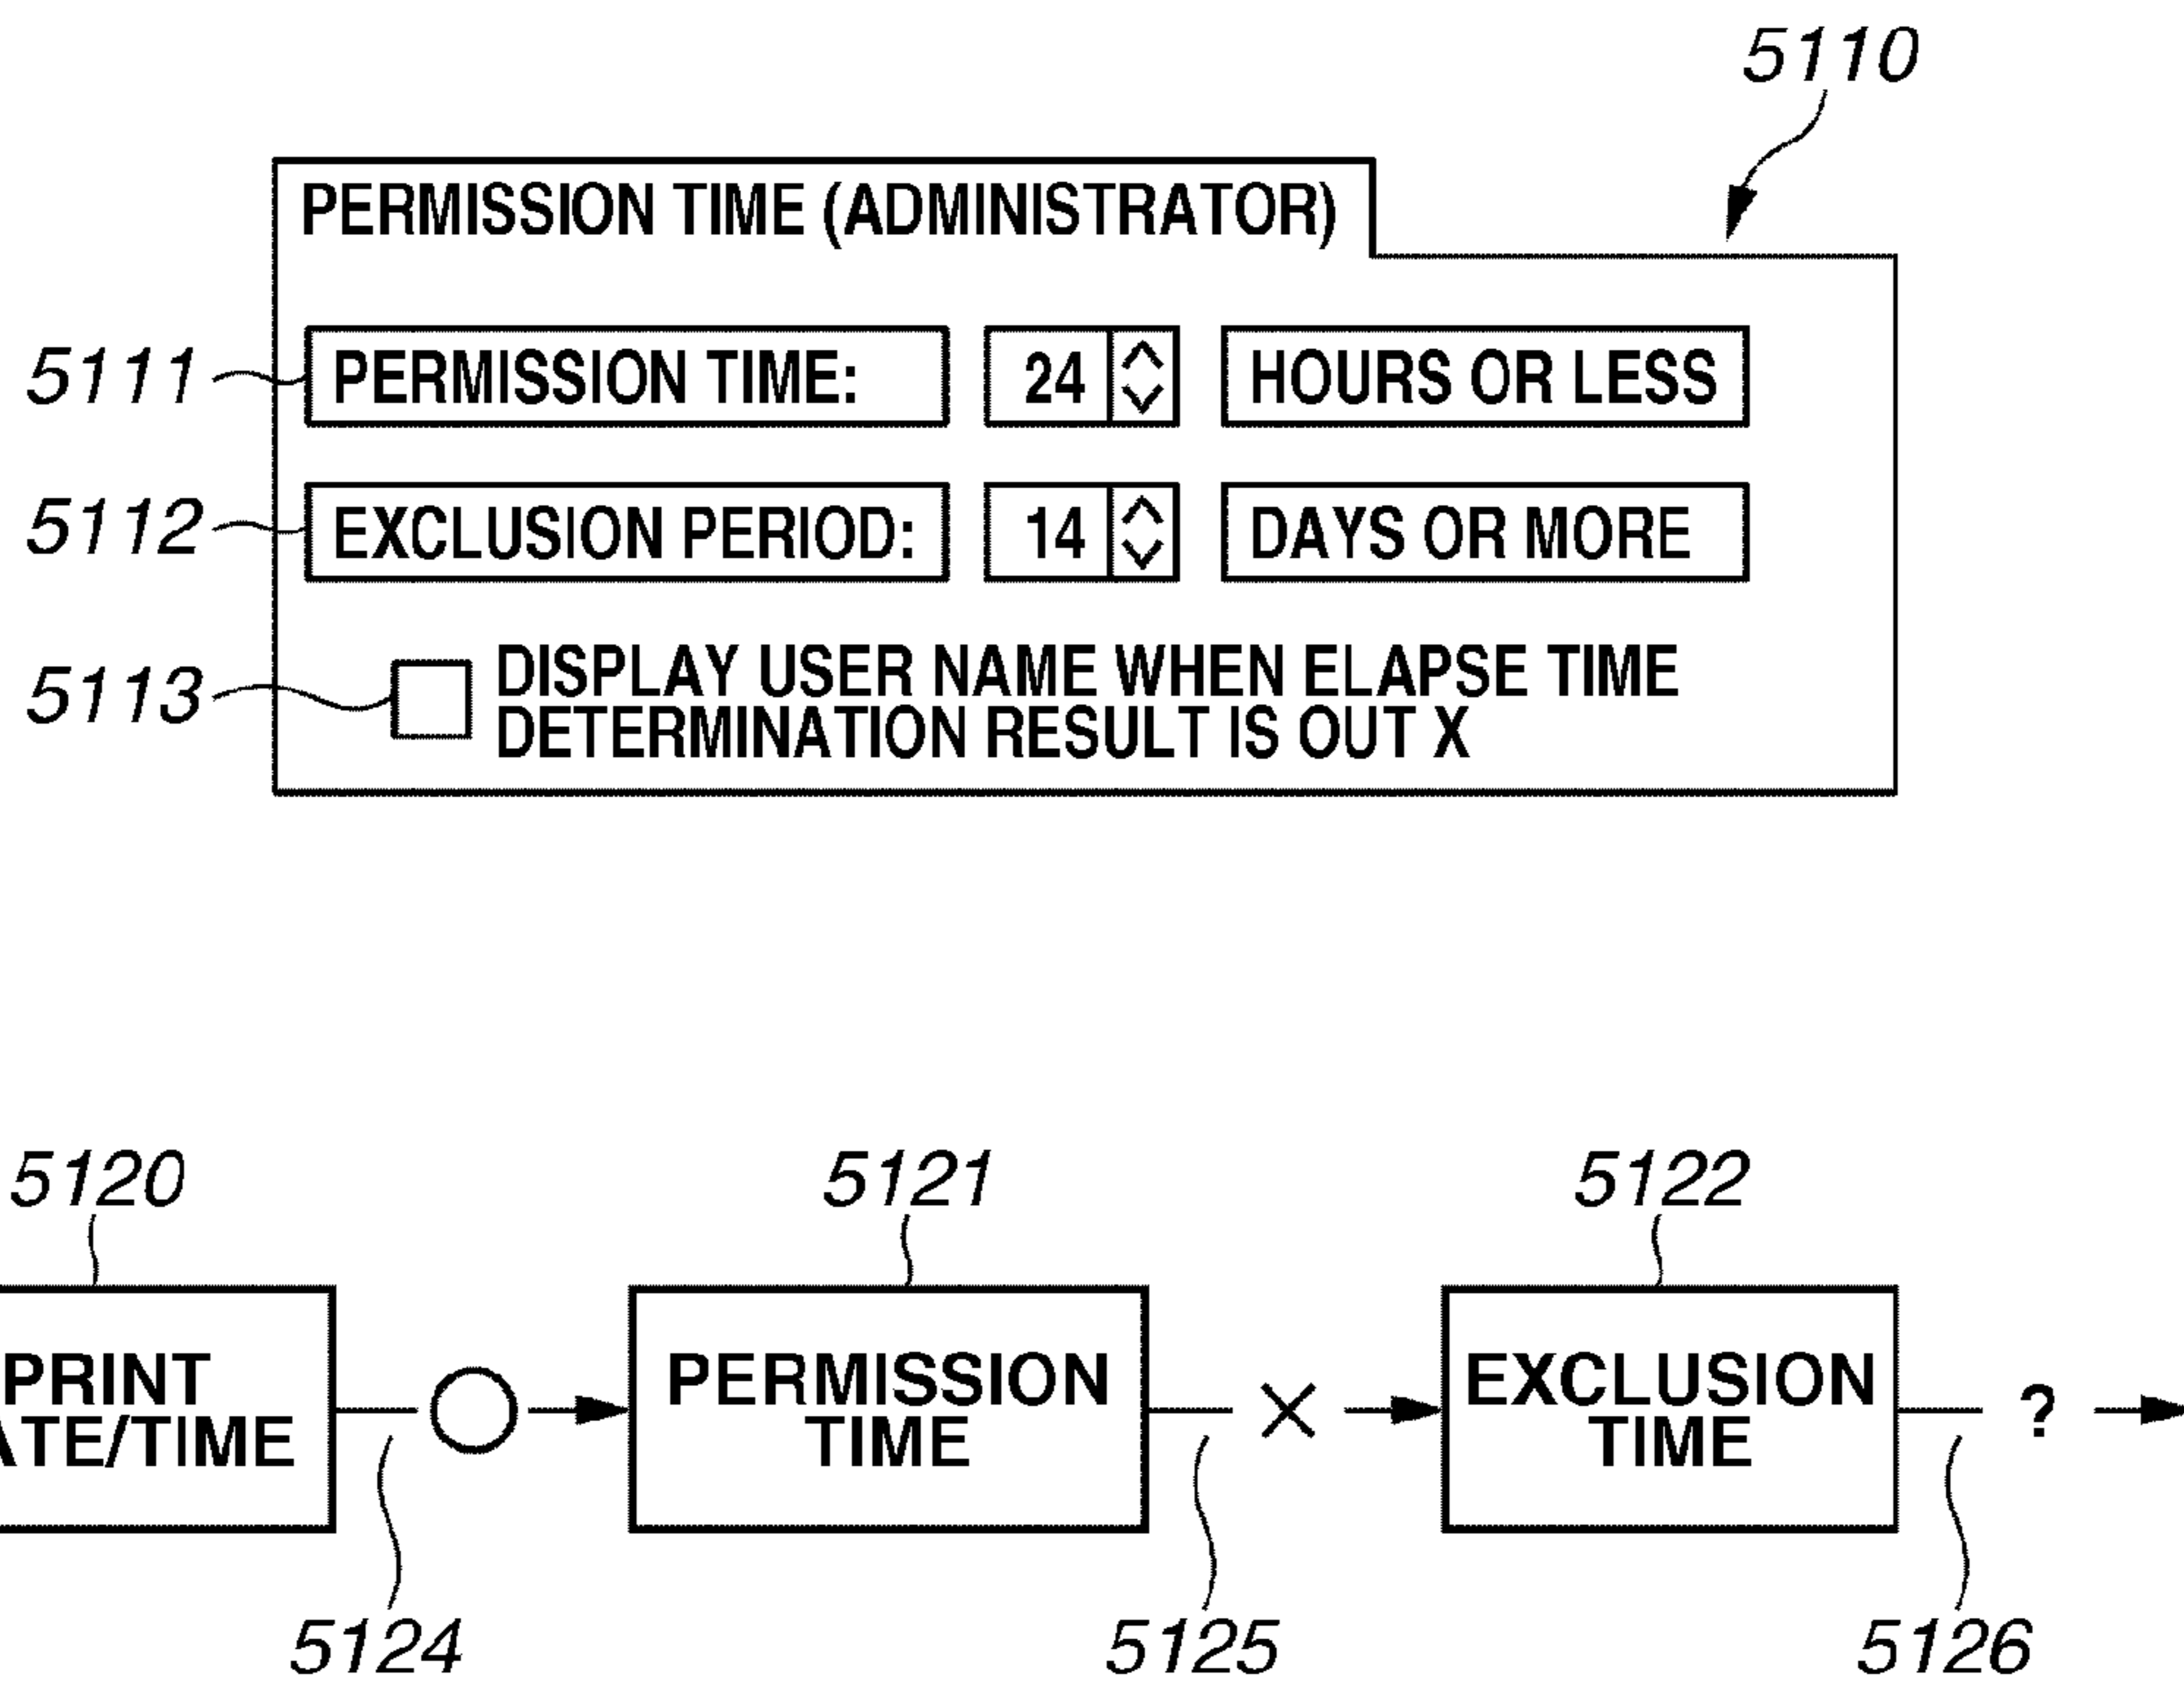 5110
PERMISSION TIME (ADMINISTRATOR)
5111
PERMISSION TIME: 24 HOURS OR LESS
5112
EXCLUSION PERIOD: 14 DAYS OR MORE
5113
DISPLAY USER NAME WHEN ELAPSE TIME
DETERMINATION RESULT IS OUT X
5120 5121 5122
PRINT
ATE/TIME
PERMISSION
TIME
×
EXCLUSION
TIME
?
5124 5125 5126